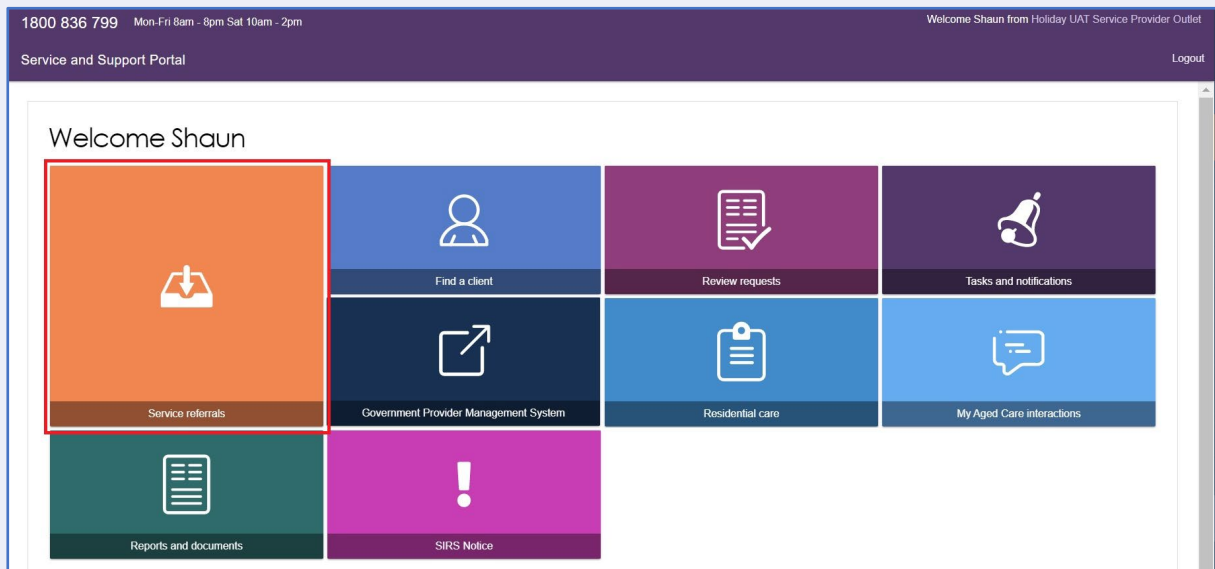 1800 836 799 Mon-Fri 8am - 8pm Sat 10am - 2pm
Welcome Shaun from Holiday UAT Service Provider Outlet
Service and Support Portal
Logout
Welcome Shaun
Find a client
Review requests
Tasks and notifications
Service referrals
Government Provider Management System
Residential care
My Aged Care interactions
Reports and documents
SIRS Notice